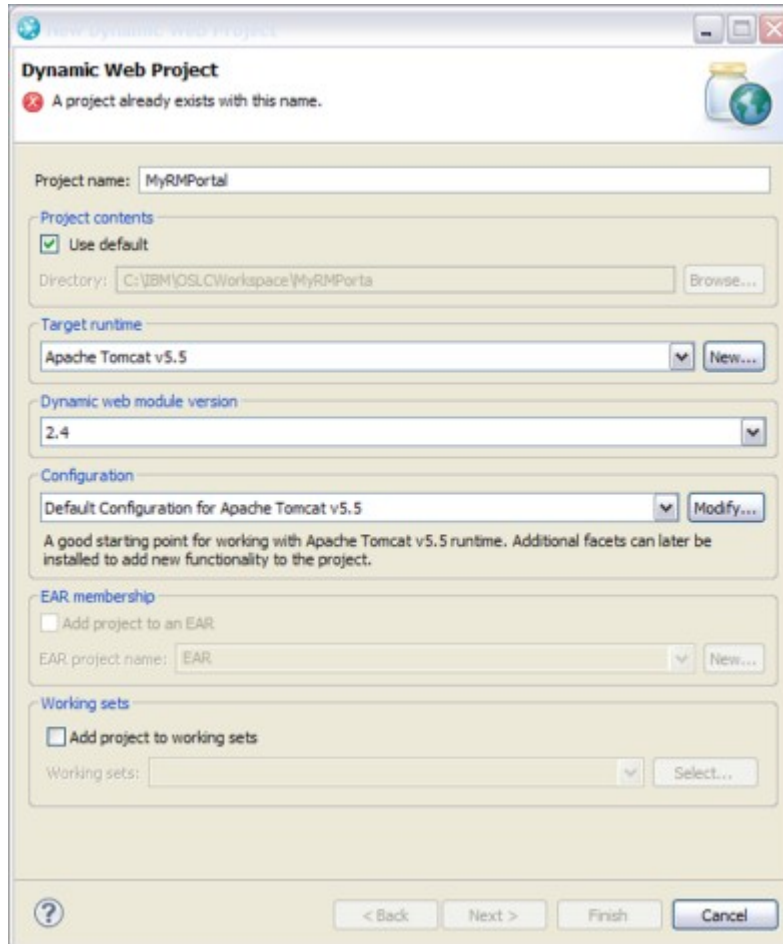 New Dynamic Web Project
Dynamic Web Project
A project already exists with this name.
Project name: MyRMPortal
Project contents
Use default
Directory: C:\IBM\OSLCWorkspace\MyRMPorta Browse...
Target runtime
Apache Tomcat v5.5 New...
Dynamic web module version
2.4
Configuration
Default Configuration for Apache Tomcat v5.5 Modify...
A good starting point for working with Apache Tomcat v5.5 runtime. Additional facets can later be
installed to add new functionality to the project.
EAR membership
Add project to an EAR
EAR project name: EAR New...
Working sets
Add project to working sets
Working sets: Select...
? < Back Next > Finish Cancel